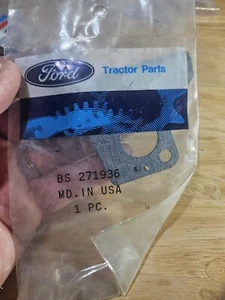 Ford Tractor Parts
BS 271936
MD.IN USA
1 PC.